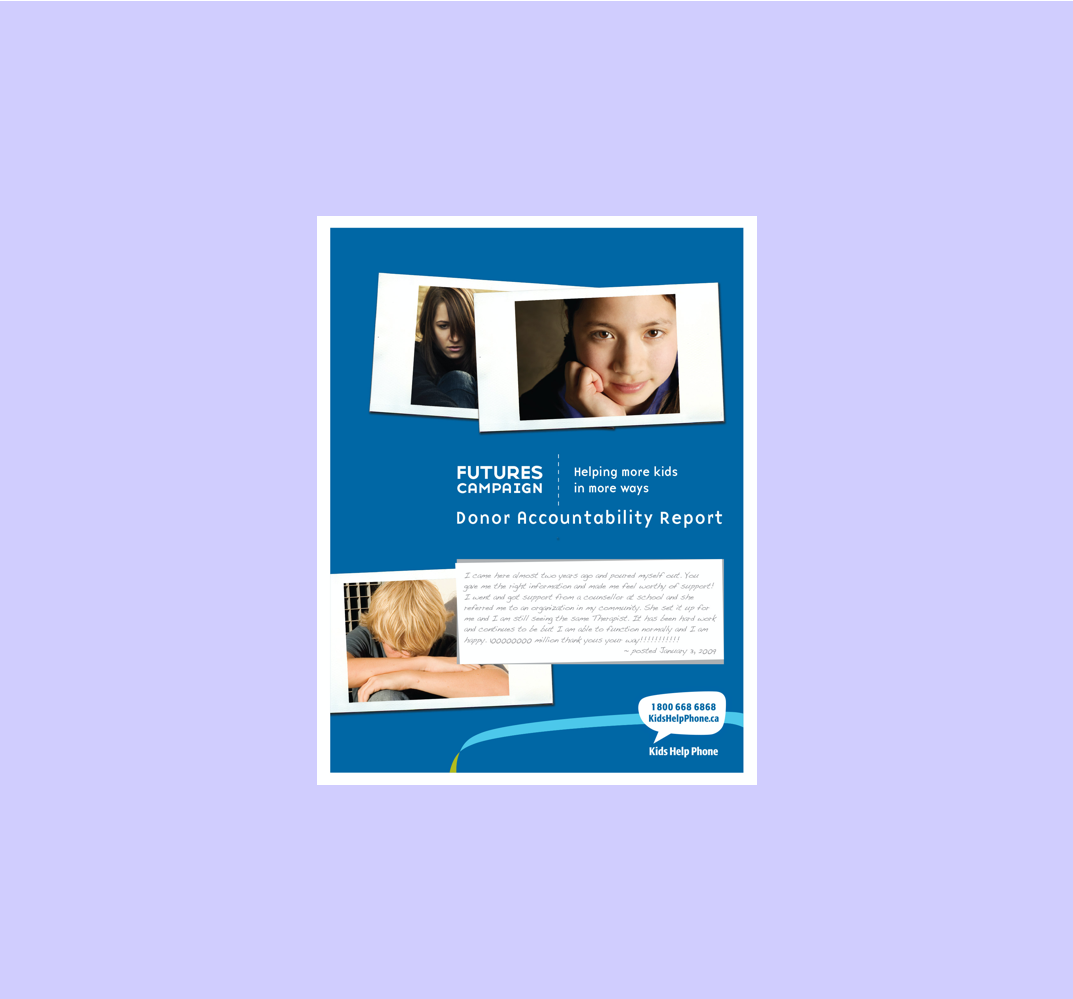 FUTURES
CAMPAIGN
Helping more kids
in more ways
Donor Accountability Report
I came here almost two years ago and poured myself out. You
gave me the right information and made me feel worthy of support!
I went and got support from a counsellor at school and she
referred me to an organization in my community. She set it up for
me and I am still seeing the same Therapist. It has been hard work
and continues to be but I am able to function normally and I am
happy. 100000000 million thank yous your way!!!!!!!!!!!
~ posted January 3, 2009
1 800 668 6868
KidsHelpPhone.ca
Kids Help Phone